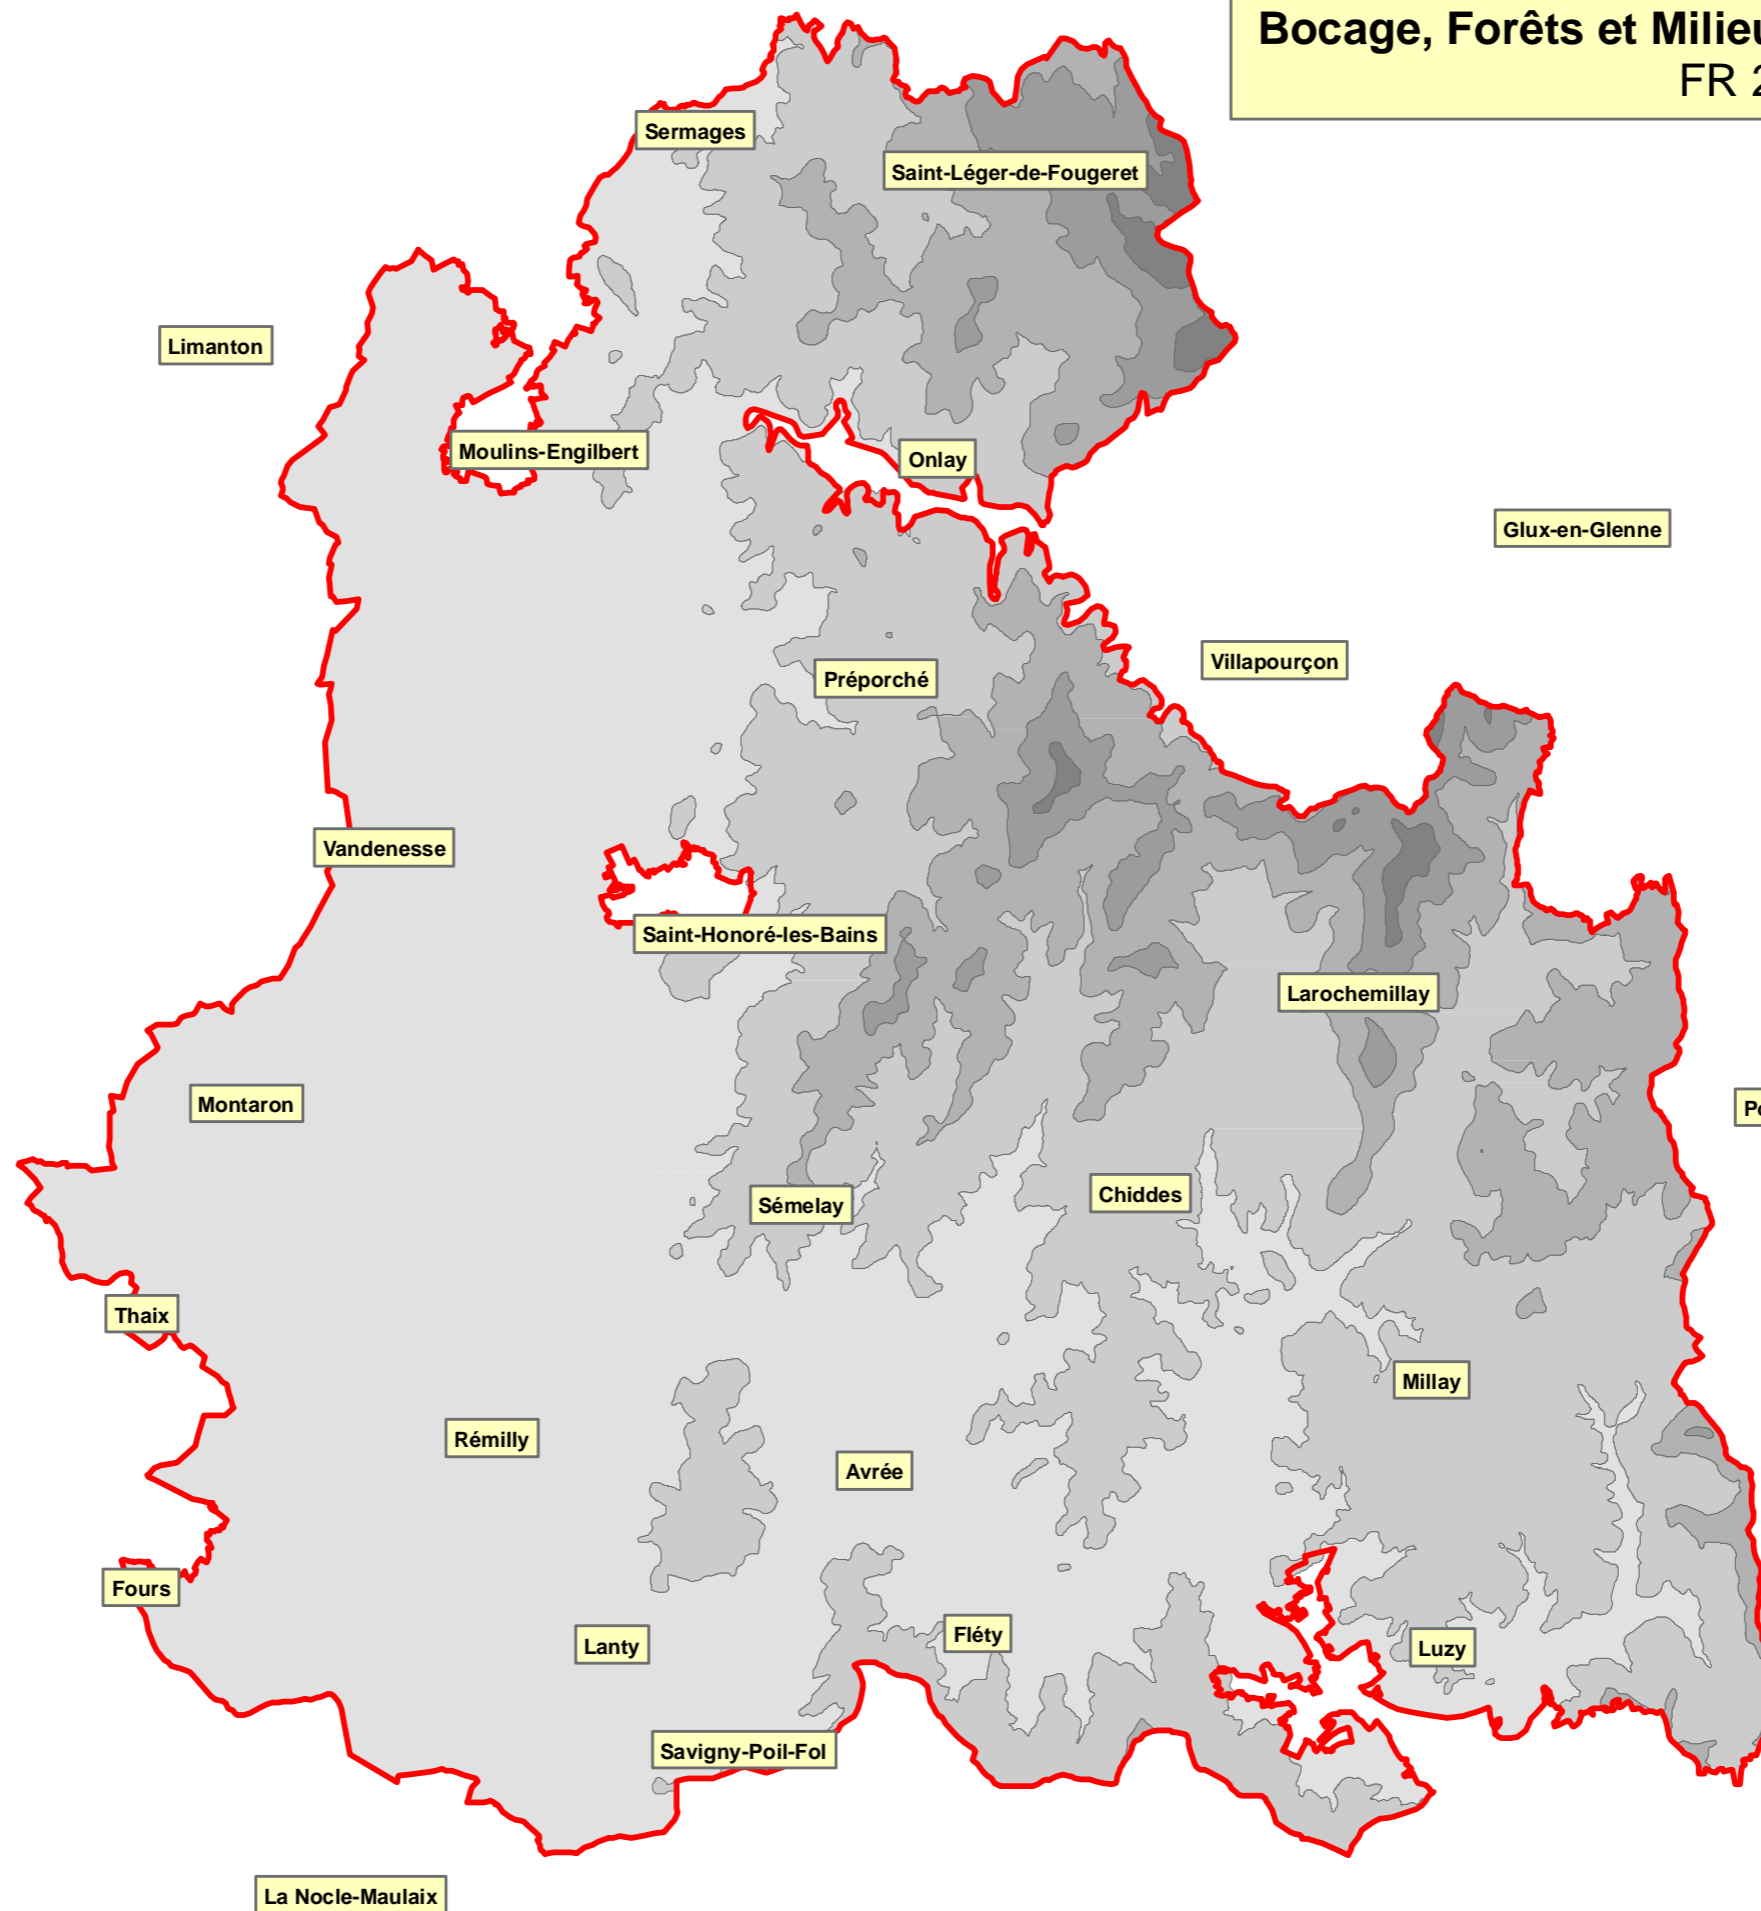 Bocage, Forêts et
FR
Sermages
Saint-Léger-de-Fougeret
Limanton
Moulins-Engilbert
Onlay
Glux-en-Glenne
Villapourçon
Préporché
Vandenesse
Saint-Honoré-les-Bains
Larochemillay
Montaron
Chiddes
Sémelay
Thaix
Millay
Rémilly
Avrée
Fours
Fléty
Lanty
Luzy
Savigny-Poil-Fol
La Nocle-Maulaix